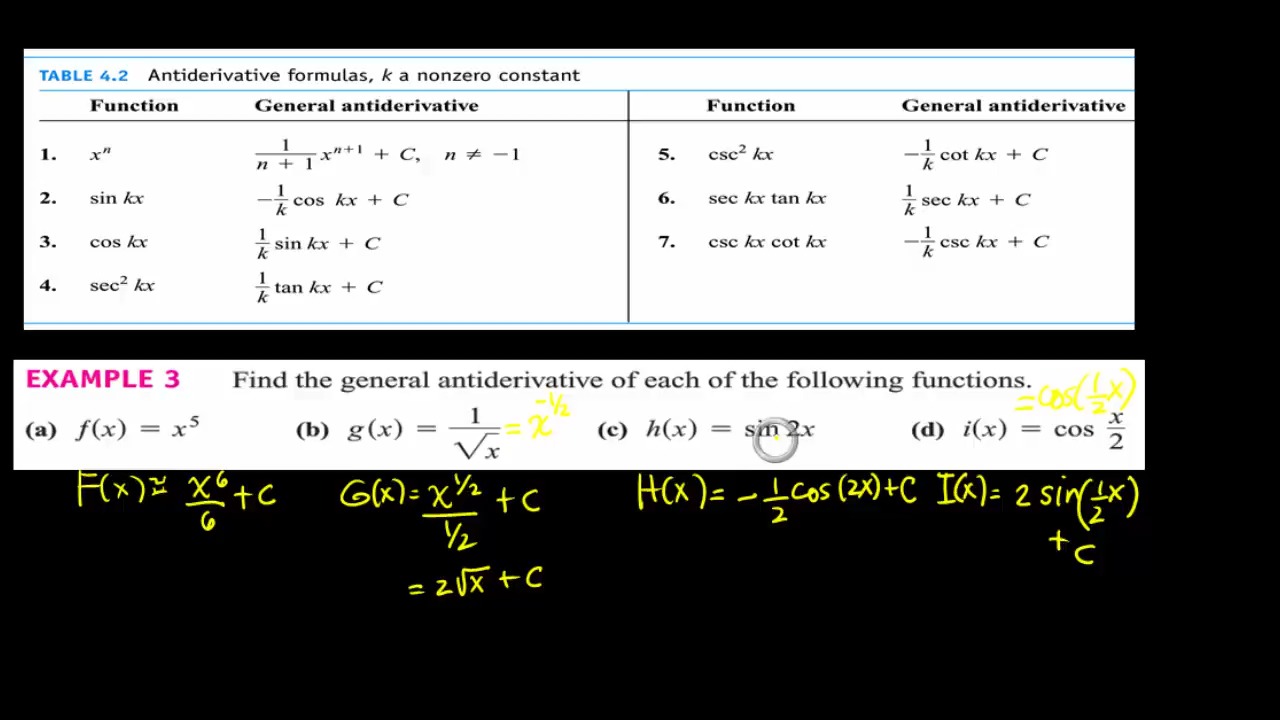 TABLE 4.2 Antiderivative formulas, k a nonzero constant
Function General antiderivative Function General antiderivative
1. xⁿ 1/(n + 1) xⁿ⁺¹ + C, n ≠ −1 5. csc² kx −1/k cot kx + C
2. sin kx −1/k cos kx + C 6. sec kx tan kx 1/k sec kx + C
3. cos kx 1/k sin kx + C 7. csc kx cot kx −1/k csc kx + C
4. sec² kx 1/k tan kx + C
EXAMPLE 3 Find the general antiderivative of each of the following functions.
(a) f(x) = x⁵ (b) g(x) = 1/√x = x^(-1/2) (c) h(x) = sin 2x (d) i(x) = cos x/2 = cos(1/2 x)
F(x) = x⁶/6 + C G(x) = x^(1/2)/(1/2) + C H(x) = -1/2 cos(2x) + C I(x) = 2 sin(1/2 x)
+ C
= 2√x + C